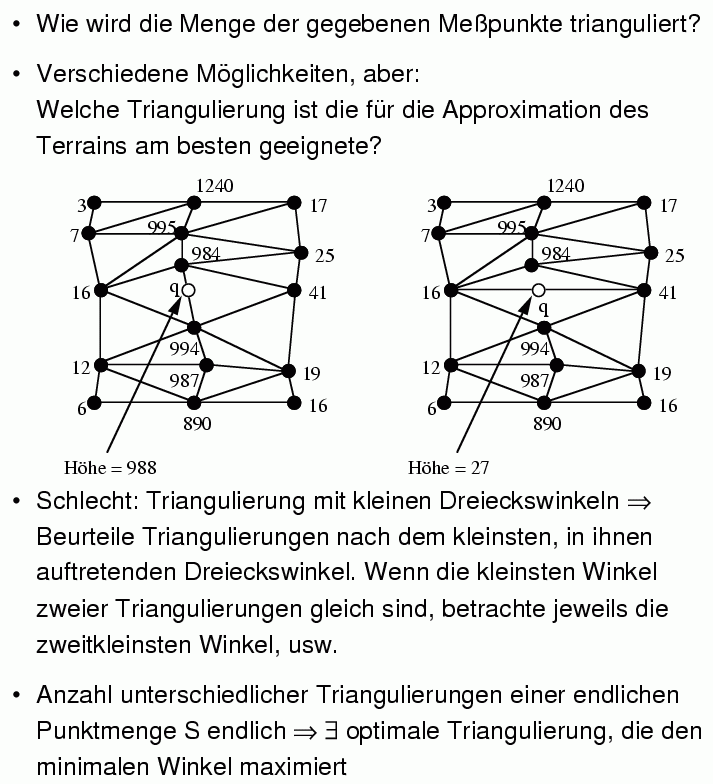 • Wie wird die Menge der gegebenen Meßpunkte trianguliert?
• Verschiedene Möglichkeiten, aber:
Welche Triangulierung ist die für die Approximation des
Terrains am besten geeignete?
1240 1240
3 17 3 17
7 995 7 995
984 25 984 25
16 q 41 16 q 41
994 994
12 987 19 12 987 19
6 16 6 16
890 890
Höhe = 988 Höhe = 27
• Schlecht: Triangulierung mit kleinen Dreieckswinkeln ⇒
Beurteile Triangulierungen nach dem kleinsten, in ihnen
auftretenden Dreieckswinkel. Wenn die kleinsten Winkel
zweier Triangulierungen gleich sind, betrachte jeweils die
zweitkleinsten Winkel, usw.
• Anzahl unterschiedlicher Triangulierungen einer endlichen
Punktmenge S endlich ⇒ ∃ optimale Triangulierung, die den
minimalen Winkel maximiert